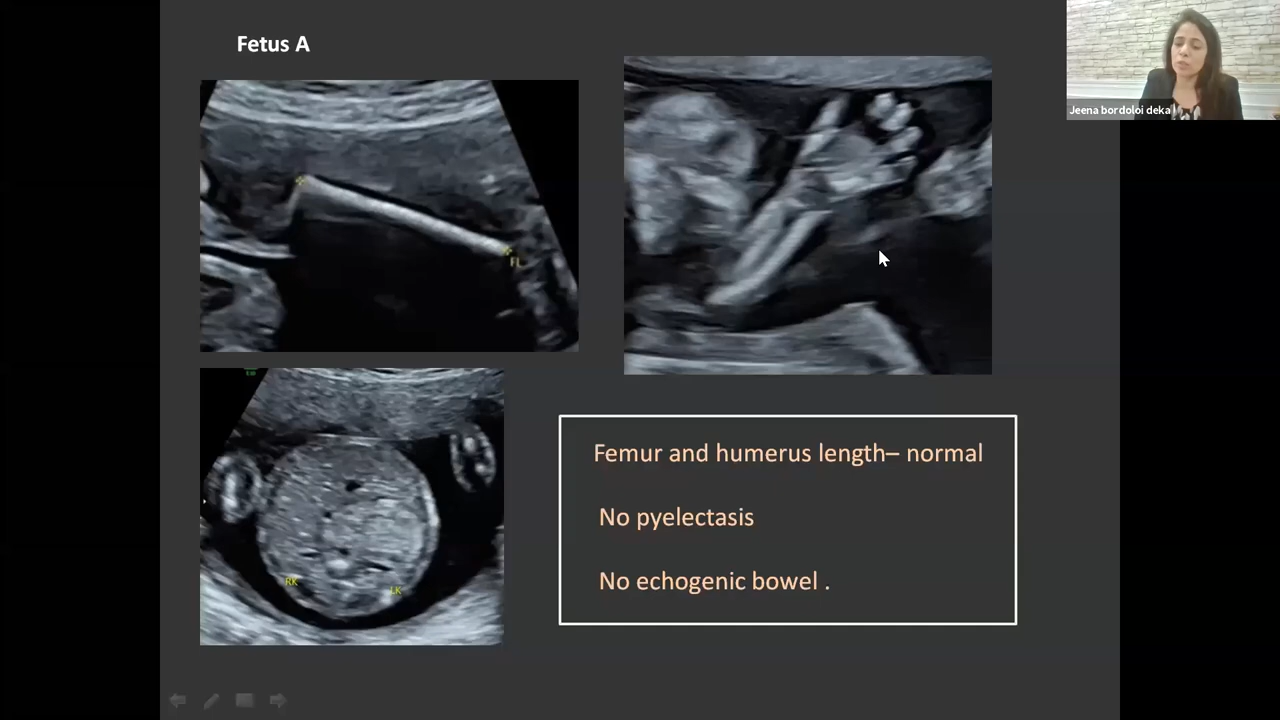 Fetus A
Jeena bordoloi deka
FL
RK
LK
Femur and humerus length– normal
No pyelectasis
No echogenic bowel .